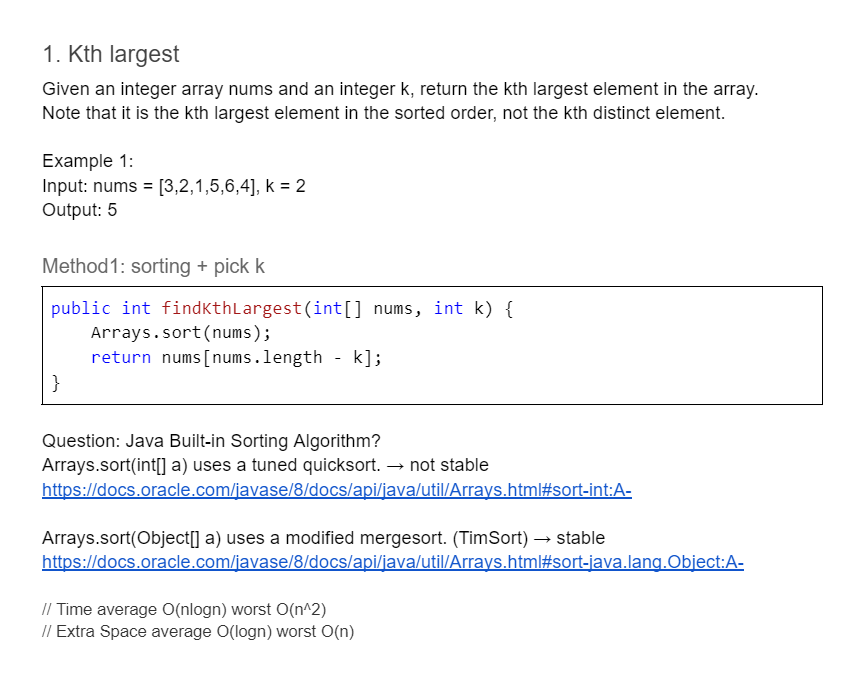 1. Kth largest
Given an integer array nums and an integer k, return the kth largest element in the array.
Note that it is the kth largest element in the sorted order, not the kth distinct element.
Example 1:
Input: nums = [3,2,1,5,6,4], k = 2
Output: 5
Method1: sorting + pick k
public int findKthLargest(int[] nums, int k) {
    Arrays.sort(nums);
    return nums[nums.length - k];
}
Question: Java Built-in Sorting Algorithm?
Arrays.sort(int[] a) uses a tuned quicksort. → not stable
https://docs.oracle.com/javase/8/docs/api/java/util/Arrays.html#sort-int:A-
Arrays.sort(Object[] a) uses a modified mergesort. (TimSort) → stable
https://docs.oracle.com/javase/8/docs/api/java/util/Arrays.html#sort-java.lang.Object:A-
// Time average O(nlogn) worst O(n^2)
// Extra Space average O(logn) worst O(n)